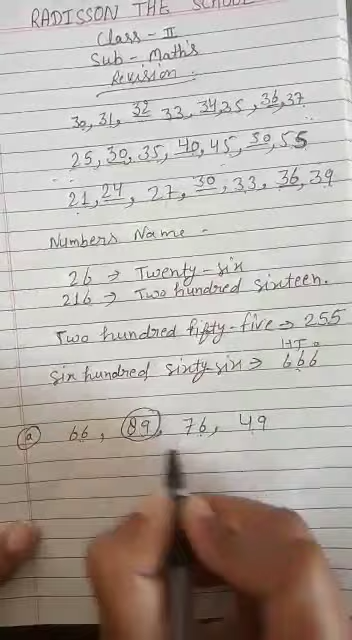 RADISSON THE SCHOOL
Class - II
Sub - Math's
Revision :
30, 31, 32 33, 34, 35, 36, 37
25, 30, 35, 40, 45, 50, 55
21, 24, 27, 30, 33, 36, 39
Numbers Name -
26 → Twenty-six
216 → Two hundred sixteen.
Two hundred fifty-five → 255
H T O
Six hundred sixty six → 666
(a) 66, 89, 76, 49